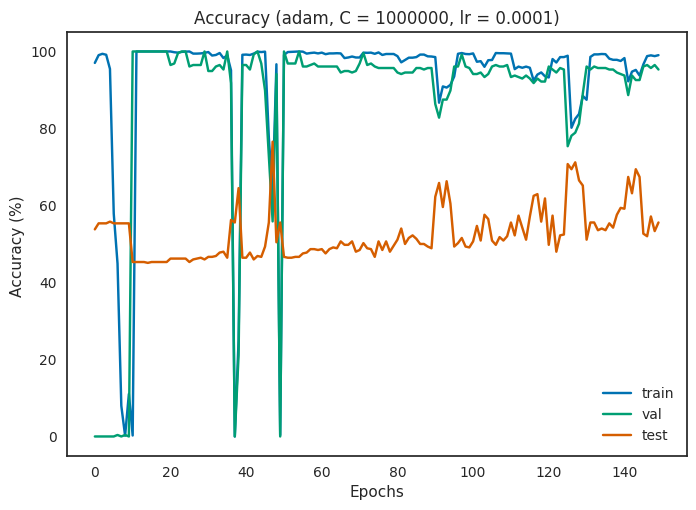 Accuracy (adam, C = 1000000, lr = 0.0001)
Accuracy (%)
100
80
60
40
20
0
0 20 40 60 80 100 120 140
Epochs
train
val
test